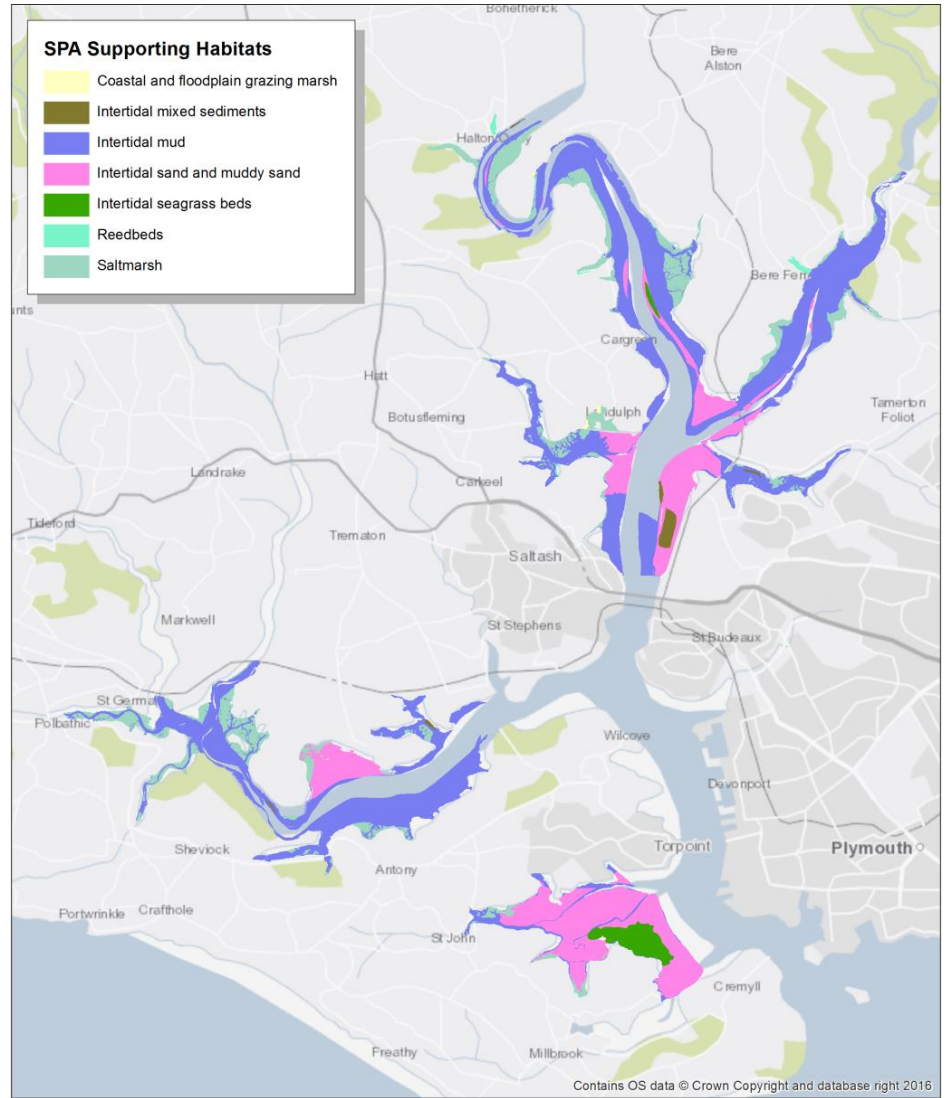 SPA Supporting Habitats
Coastal and floodplain grazing marsh
Intertidal mixed sediments
Intertidal mud
Intertidal sand and muddy sand
Intertidal seagrass beds
Reedbeds
Saltmarsh
Bohetherick
Bere
Alston
Halton
Bere
unts
Cargreen
Hatt
Botusfleming
Tamerton
Foliot
Landrake
Carkeel
Tideford
Trematon
Saltash
Markwell
St Stephens
St Budeaux
St
Polbathic
Wilcove
Devonport
Sheviock
Torpoint
Plymouth
Antony
Portwrinkle
Crafthole
St John
Cremyll
Freathy
Millbrook
Contains OS data © Crown Copyright and database right 2016